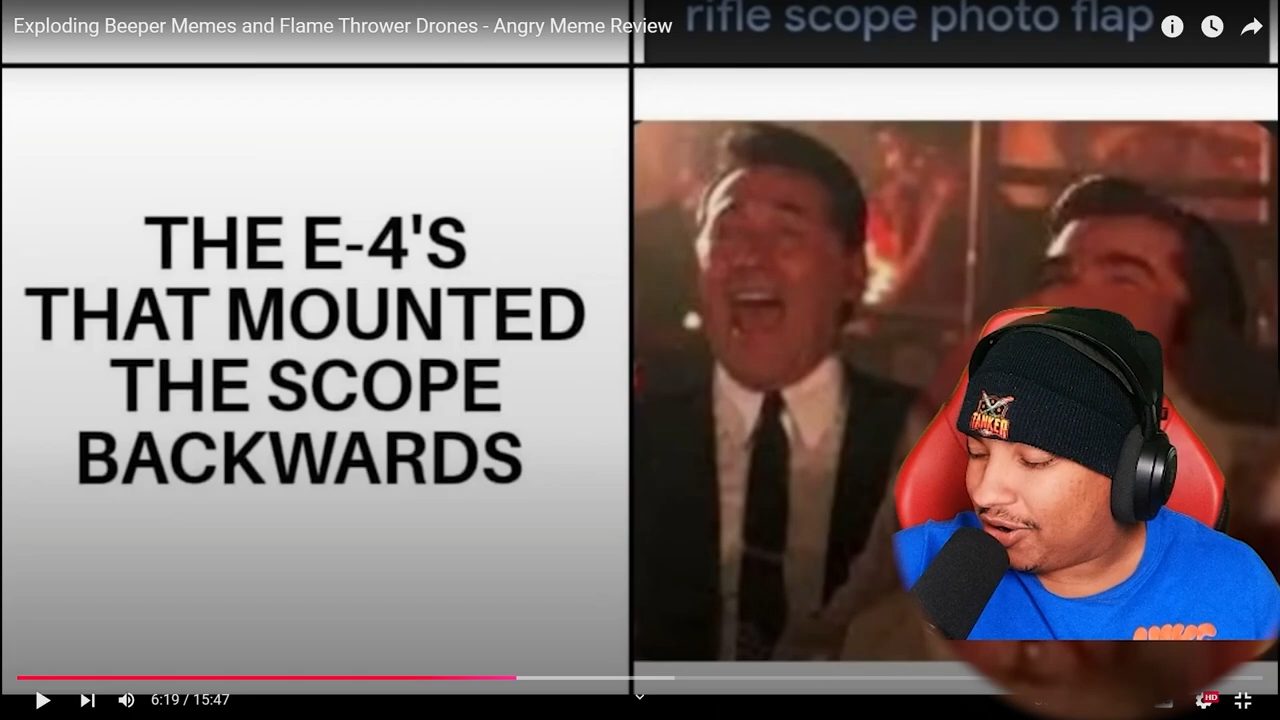 Exploding Beeper Memes and Flame Thrower Drones - Angry Meme Review
rifle scope photo flap
THE E-4'S
THAT MOUNTED
THE SCOPE
BACKWARDS
TANKER
6:19 / 15:47
HD